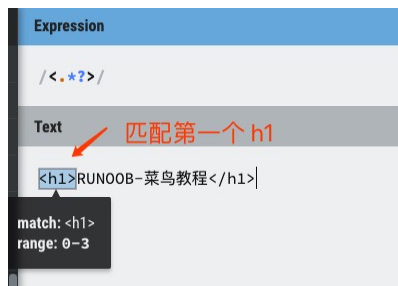 Expression
/<.*?>/
Text
匹配第一个 h1
<h1>RUNOOB-菜鸟教程</h1>
match: <h1>
range: 0-3